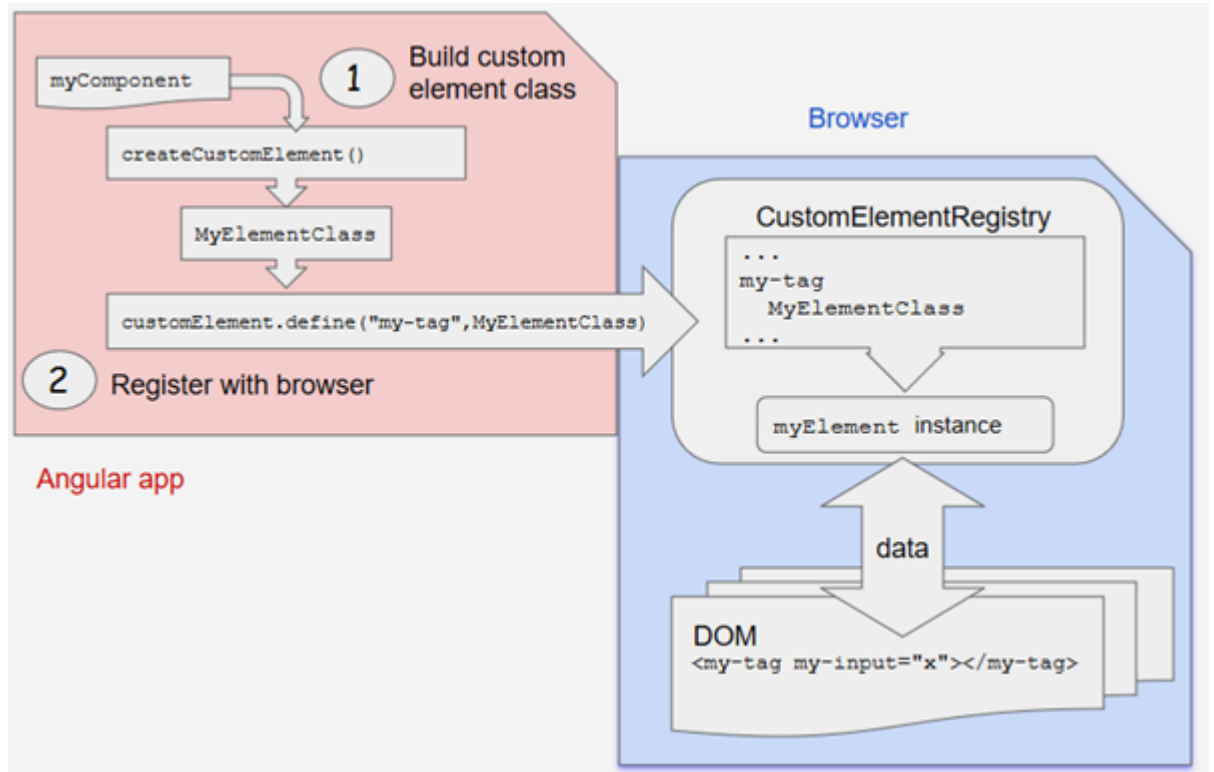 myComponent
1
Build custom
element class
createCustomElement()
MyElementClass
customElement.define("my-tag",MyElementClass)
2
Register with browser
Angular app
Browser
CustomElementRegistry
...
my-tag
MyElementClass
...
myElement instance
data
DOM
<my-tag my-input="x"></my-tag>